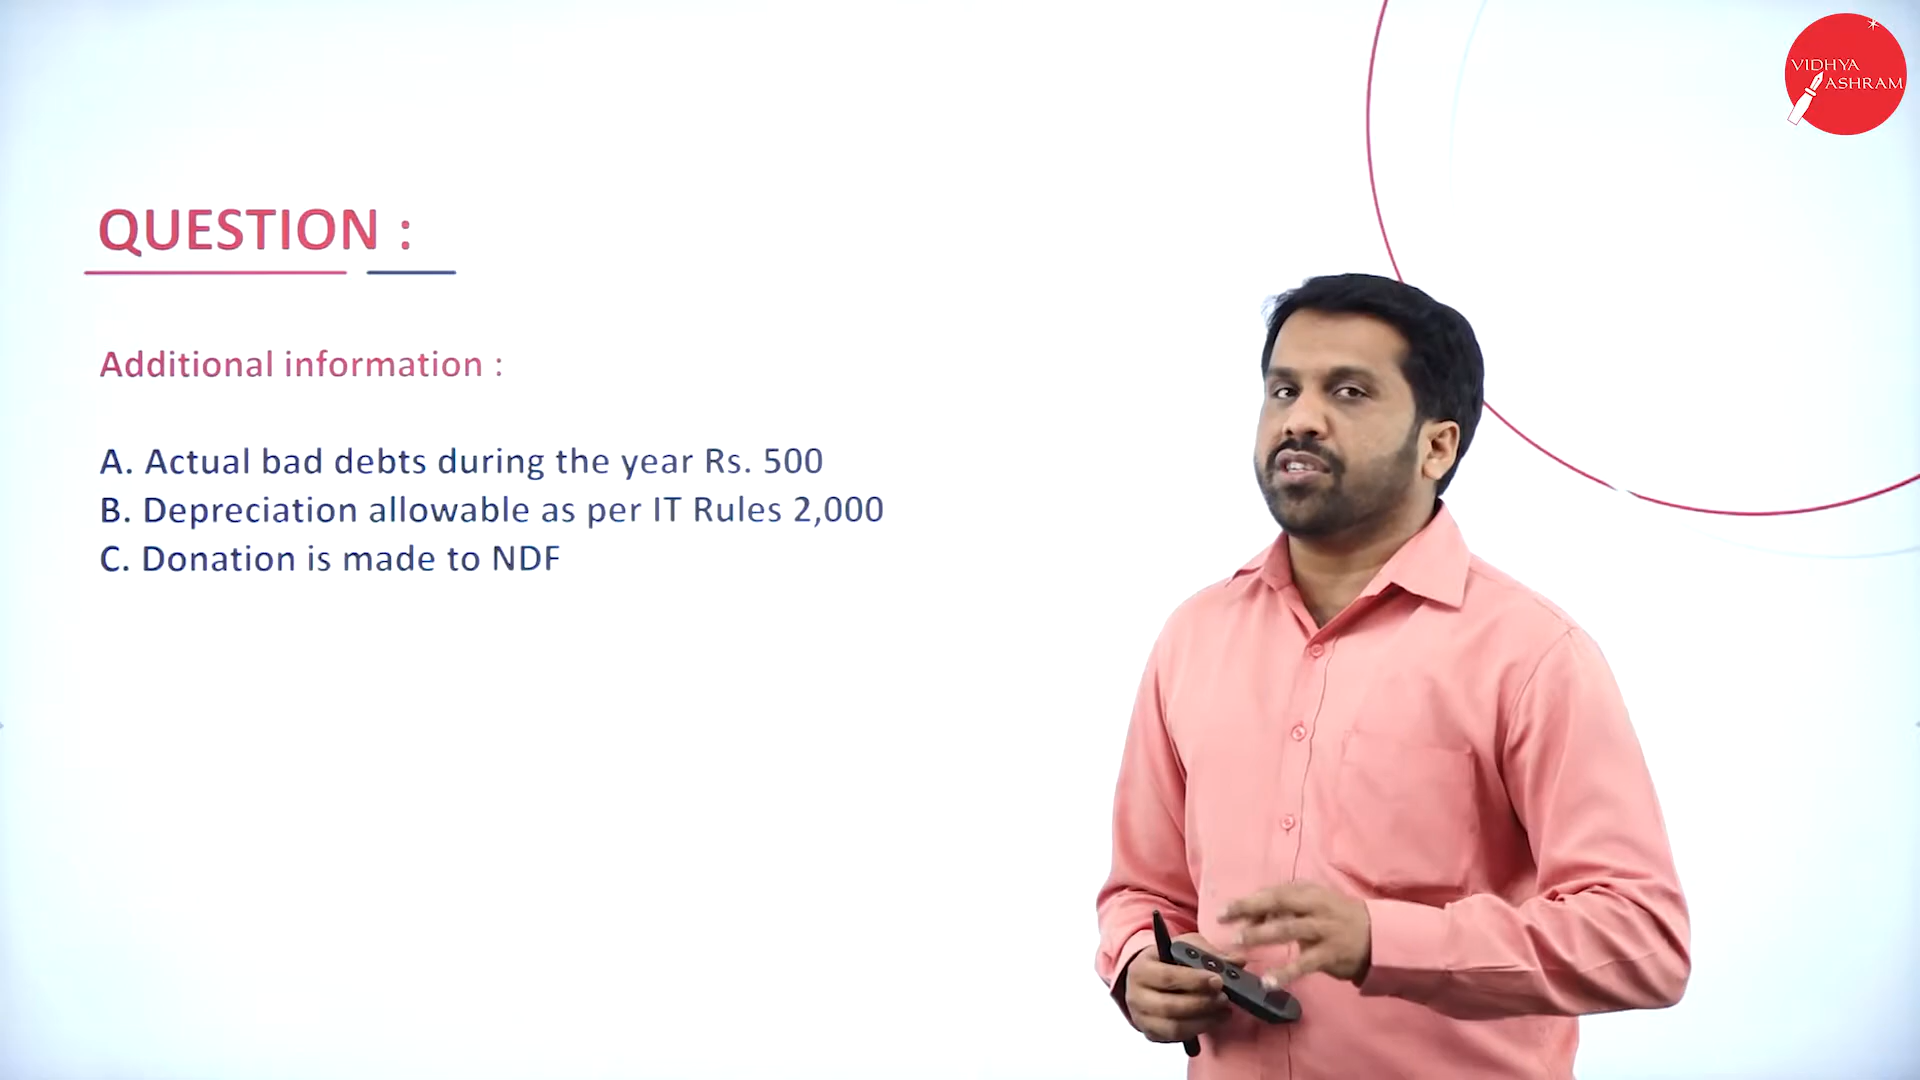 VIDHYA
ASHRAM
QUESTION :
Additional information :
A. Actual bad debts during the year Rs. 500
B. Depreciation allowable as per IT Rules 2,000
C. Donation is made to NDF